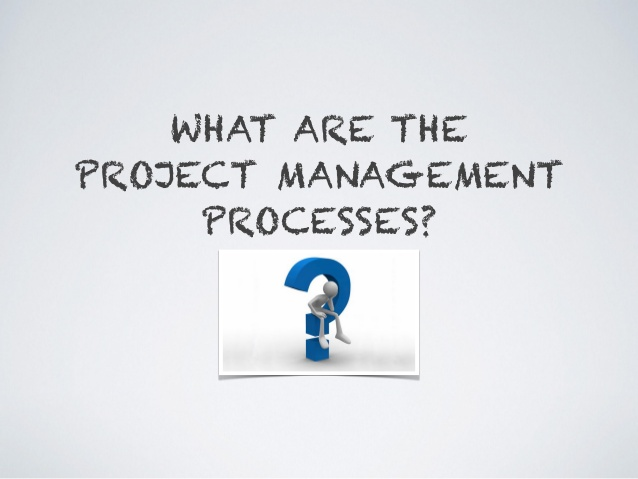 WHAT ARE THE
PROJECT MANAGEMENT
PROCESSES?